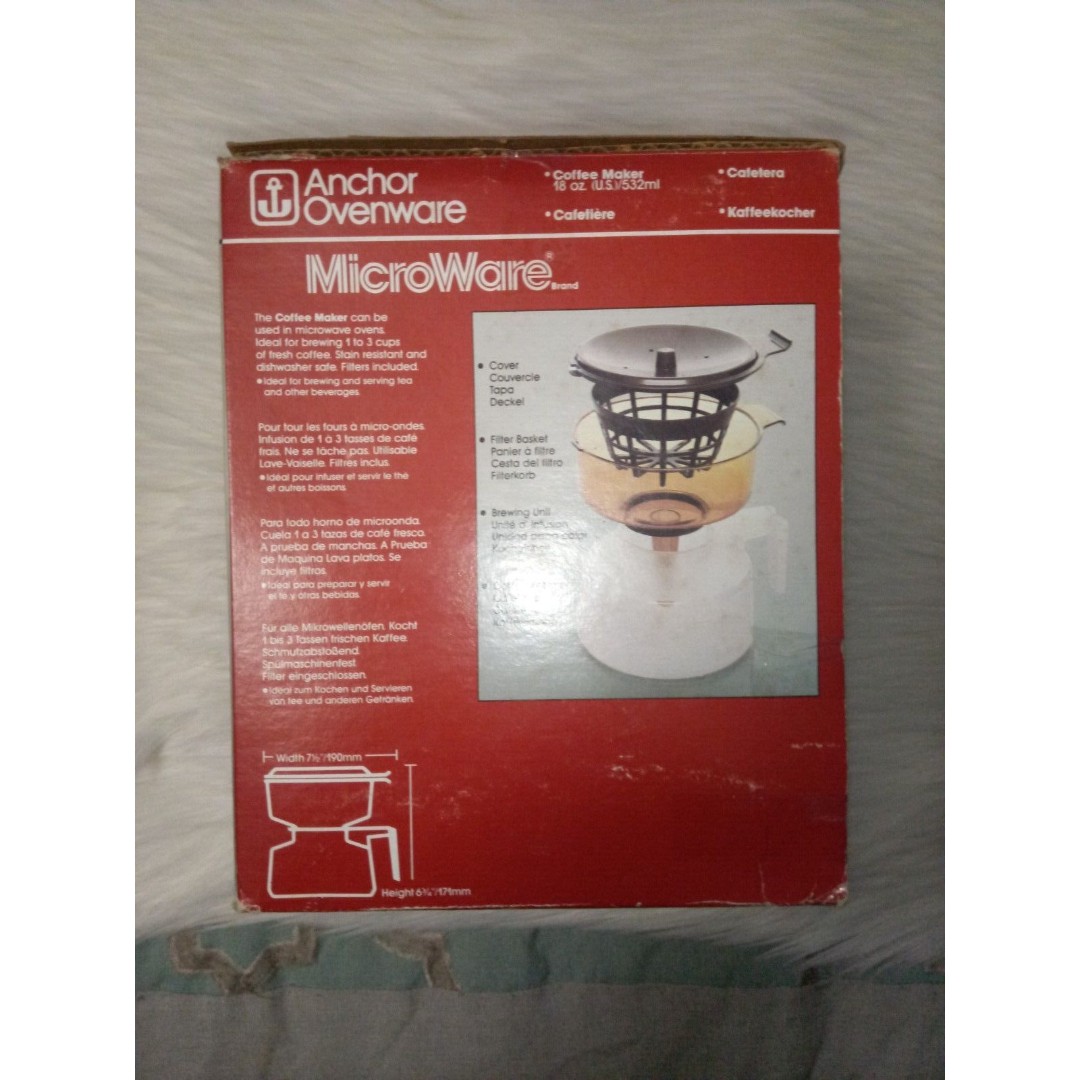 Anchor
Ovenware
• Coffee Maker
18 oz. (U.S.)/532ml
• Cafetière
• Cafetera
• Kaffeekocher
MicroWare®
Brand
The Coffee Maker can be
used in microwave ovens.
Ideal for brewing 1 to 3 cups
of fresh coffee. Stain resistant and
dishwasher safe. Filters included.
• Ideal for brewing and serving tea
and other beverages.
Pour tour les fours à micro-ondes.
Infusion de 1 à 3 tasses de café
frais. Ne se tâche pas. Utilisable
Lave-Vaiselle. Filtres inclus.
• Idéal pour infuser et servir le thé
et autres boissons.
Para todo horno de microonda.
Cuela 1 a 3 tazas de café fresco.
A prueba de manchas. A Prueba
de Maquina Lava platos. Se
incluye filtros.
• Ideal para preparar y servir
el te y otras bebidas.
Für alle Mikrowellenöfen. Kocht
1 bis 3 Tassen frischen Kaffee.
Schmutzabstoßend.
Spülmaschinenfest.
Filter eingeschlossen.
• Ideal zum Kochen und Servieren
von tee und anderen Getränken.
• Cover
Couvercle
Tapa
Deckel
• Filter Basket
Panier à filtre
Cesta del filtro
Filterkorb
• Brewing Unit
Unité d' infusion
Width 7½"/190mm
Height 6¾"/171mm